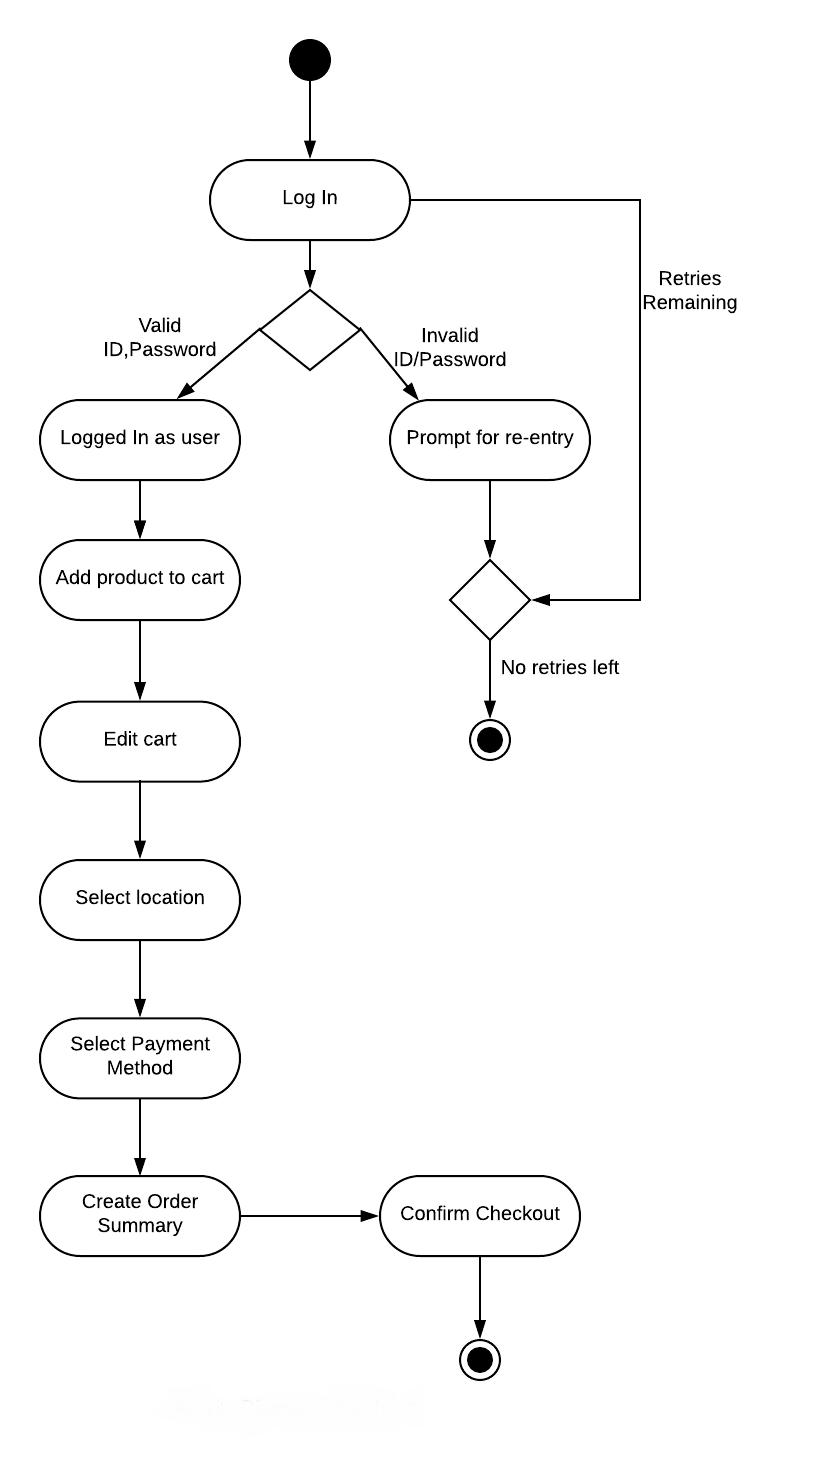 Log In
Retries
Remaining
Valid
ID,Password
Invalid
ID/Password
Logged In as user
Prompt for re-entry
Add product to cart
No retries left
Edit cart
Select location
Select Payment
Method
Create Order
Summary
Confirm Checkout